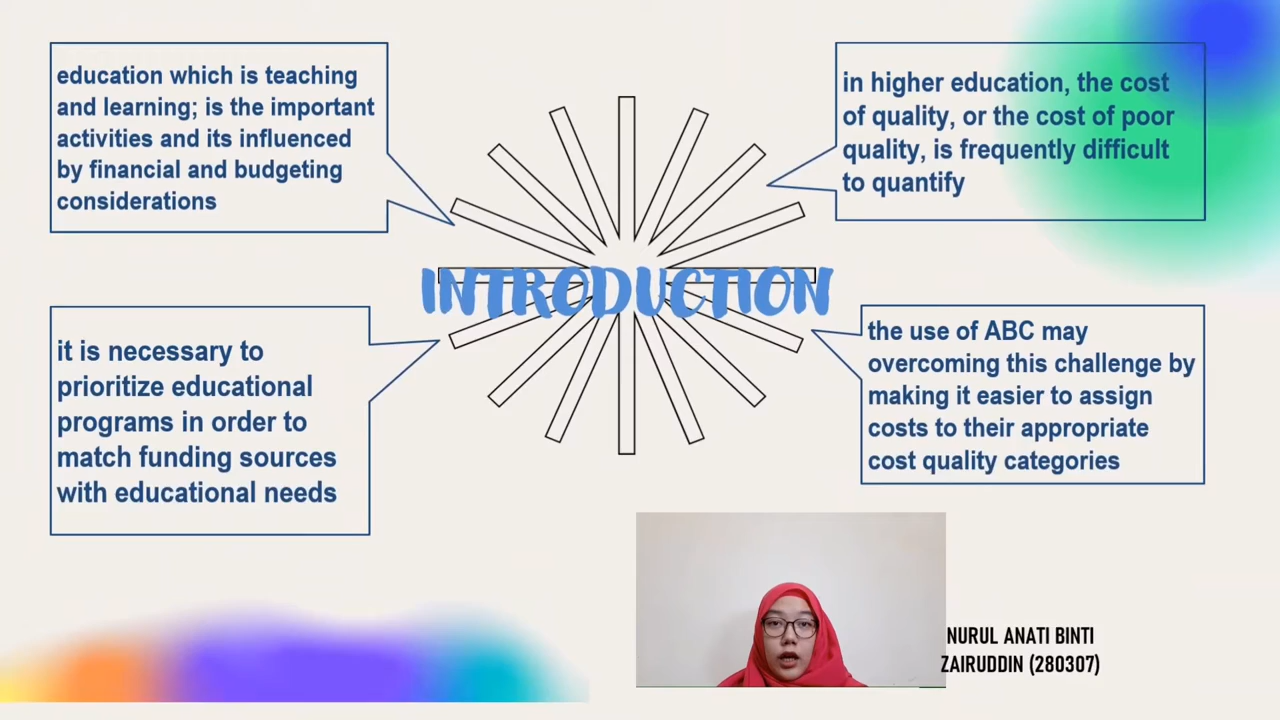 education which is teaching
and learning; is the important
activities and its influenced
by financial and budgeting
considerations
in higher education, the cost
of quality, or the cost of poor
quality, is frequently difficult
to quantify
INTRODUCTION
it is necessary to
prioritize educational
programs in order to
match funding sources
with educational needs
the use of ABC may
overcoming this challenge by
making it easier to assign
costs to their appropriate
cost quality categories
NURUL ANATI BINTI
ZAIRUDDIN (280307)